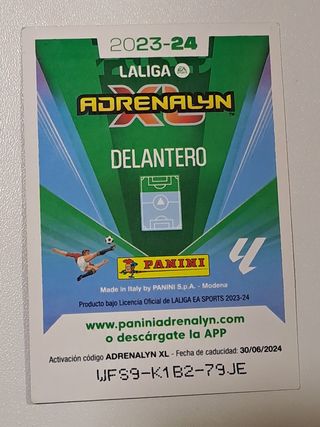 2023-24
LALIGA EA
ADRENALYN
XL™
DELANTERO
PANINI
Made in Italy by PANINI S.p.A. - Modena
Producto bajo Licencia Oficial de LALIGA EA SPORTS 2023-24
www.paniniadrenalyn.com
o descárgate la APP
Activación código ADRENALYN XL - Fecha de caducidad: 30/06/2024
WFS9-K1B2-79JE